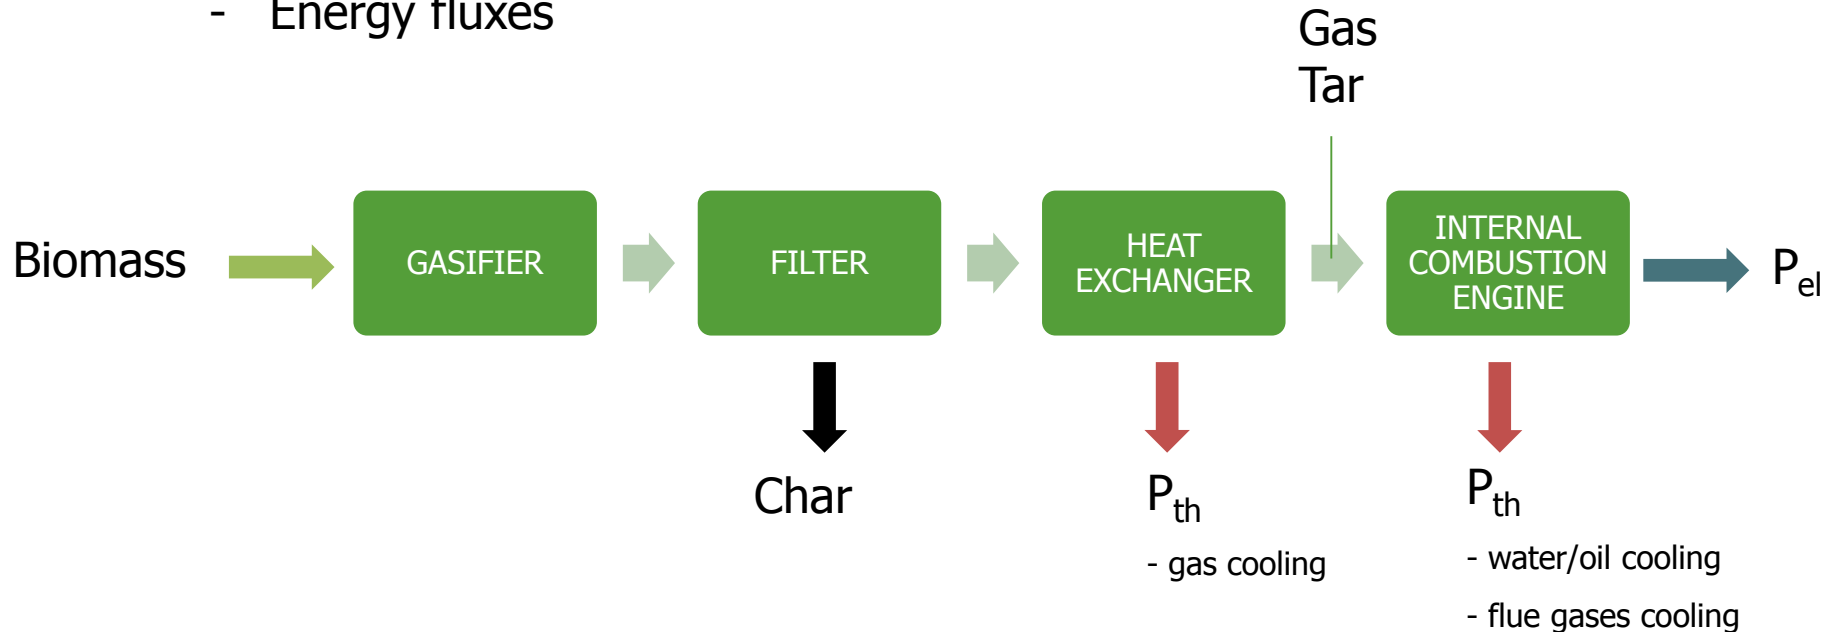 - Energy fluxes
Gas
Tar
Biomass
GASIFIER
FILTER
HEAT
EXCHANGER
INTERNAL
COMBUSTION
ENGINE
Pel
Char
Pth
- gas cooling
Pth
- water/oil cooling
- flue gases cooling